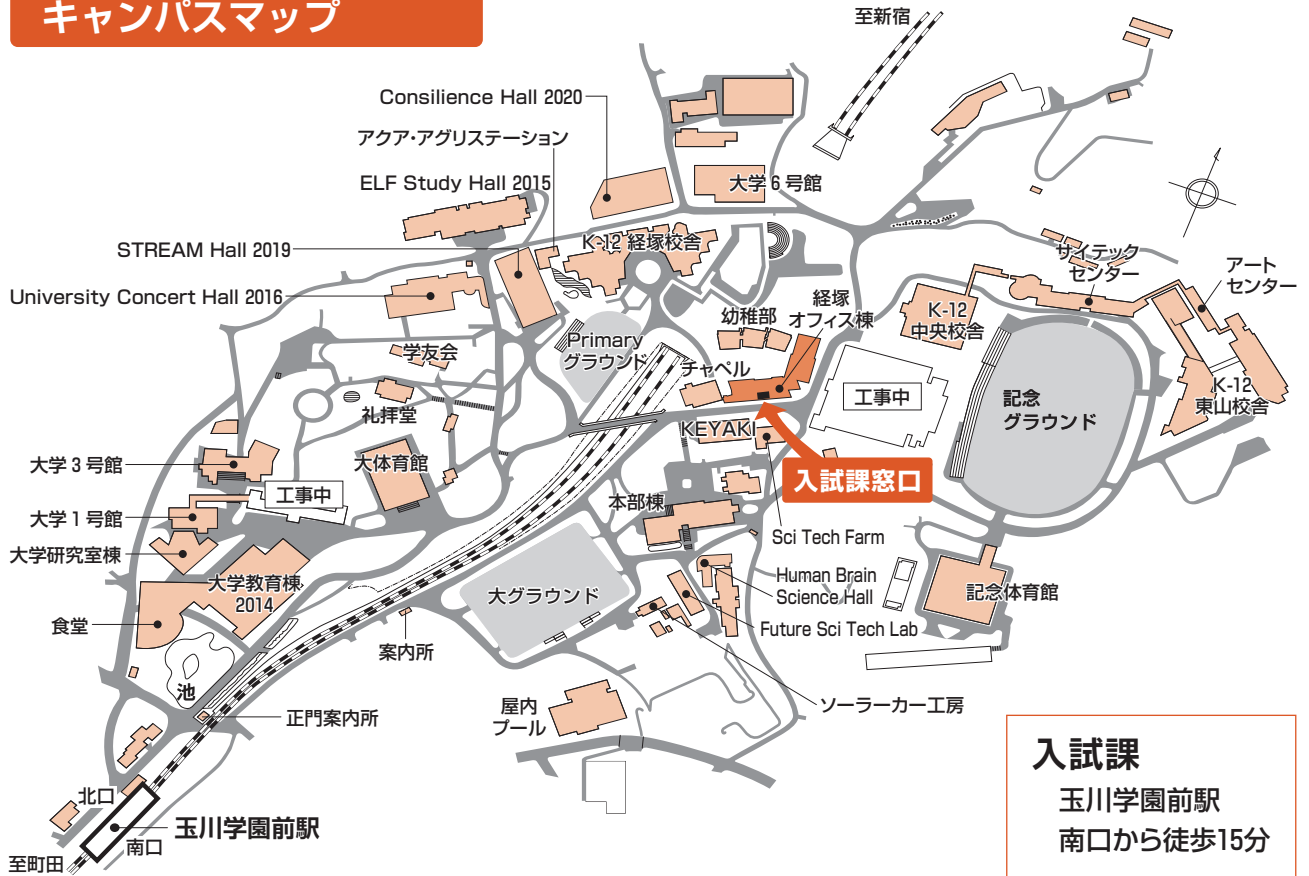 キャンパスマップ
至新宿
Consilience Hall 2020
アクア・アグリステーション
ELF Study Hall 2015
大学6号館
STREAM Hall 2019
K-12 経塚校舎
サイテック
センター
アート
センター
University Concert Hall 2016
幼稚部
経塚
オフィス棟
K-12
中央校舎
Primary
グラウンド
学友会
チャペル
工事中
記念
グラウンド
K-12
東山校舎
礼拝堂
KEYAKI
大学3号館
大体育館
入試課窓口
工事中
本部棟
大学1号館
Sci Tech Farm
大学研究室棟
大学教育棟
2014
Human Brain
Science Hall
大グラウンド
記念体育館
食堂
Future Sci Tech Lab
案内所
池
正門案内所
屋内
プール
ソーラーカー工房
北口
玉川学園前駅
南口
至町田
入試課
玉川学園前駅
南口から徒歩15分